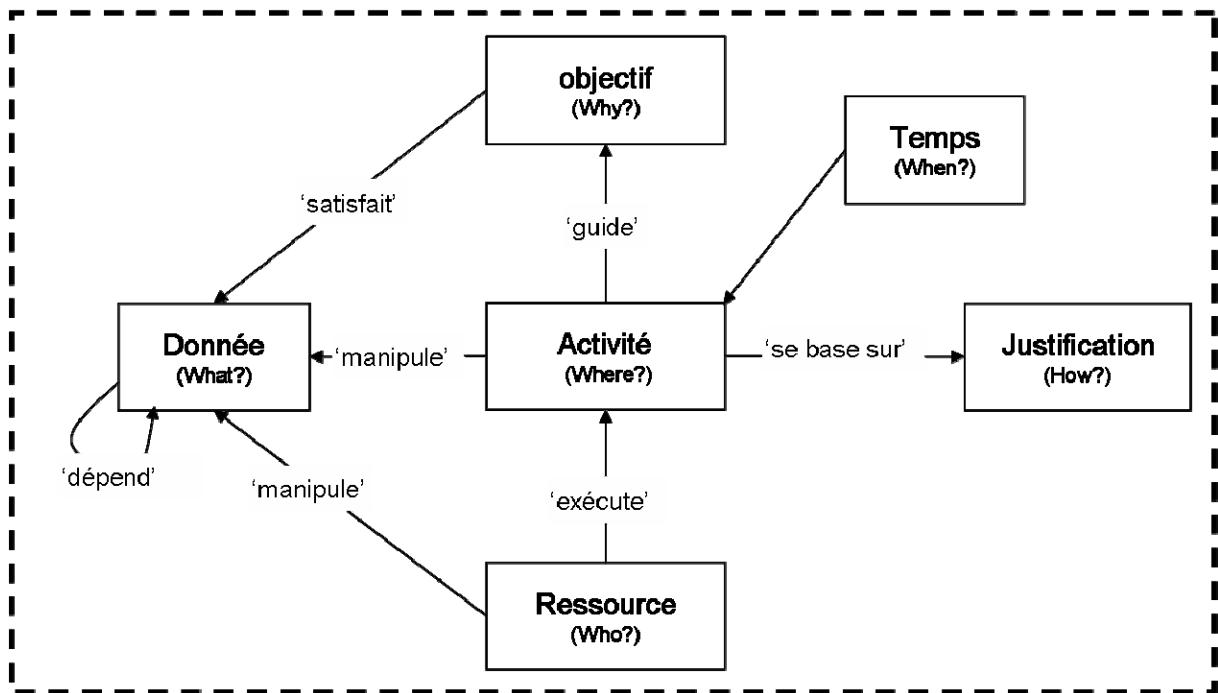 objectif
(Why?)
Temps
(When?)
‘satisfait’
‘guide’
Donnée
(What?)
‘manipule’
Activité
(Where?)
‘se base sur’
Justification
(How?)
‘dépend’
‘manipule’
‘exécute’
Ressource
(Who?)